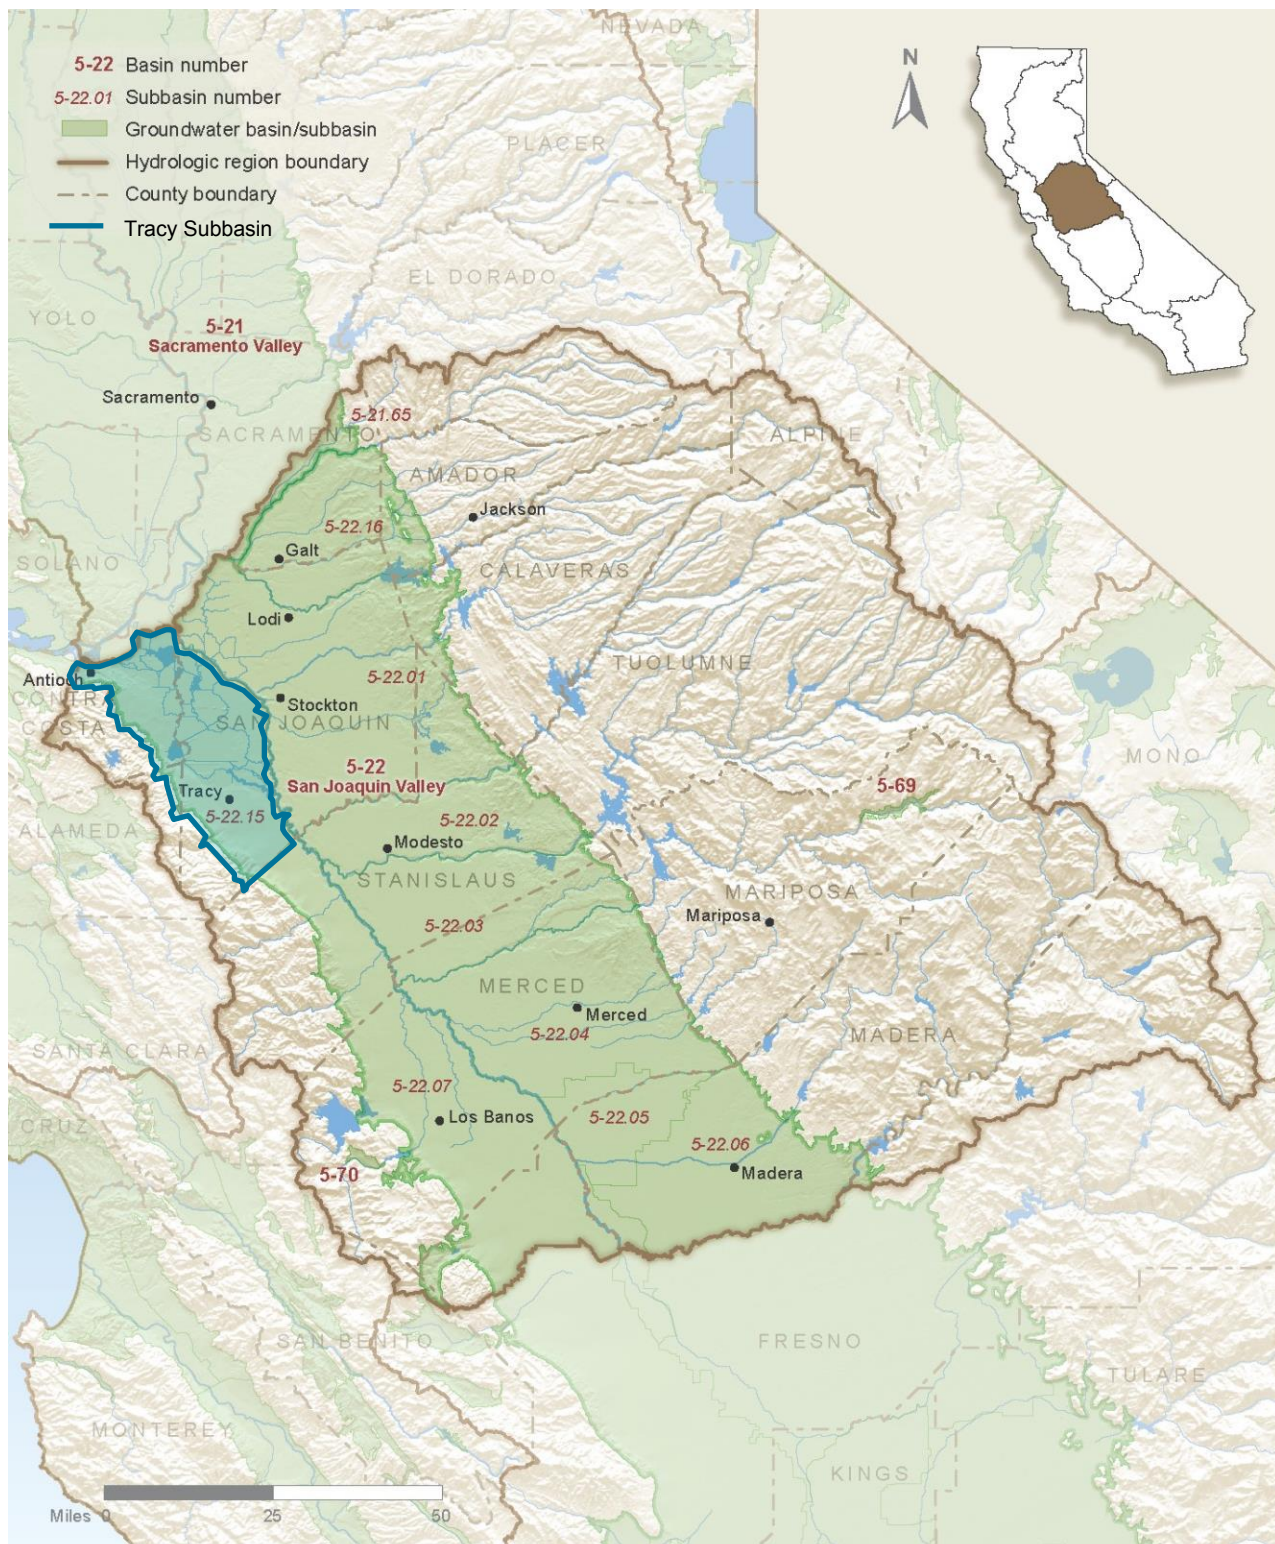 NEVADA
5-22 Basin number
5-22.01 Subbasin number
Groundwater basin/subbasin
Hydrologic region boundary
County boundary
Tracy Subbasin
N
PLACER
EL DORADO
YOLO
5-21
Sacramento Valley
Sacramento
5-21.65
SACRAMENTO
ALPINE
AMADOR
Jackson
5-22.16
Galt
SOLANO
CALAVERAS
Lodi
TUOLUMNE
Antioch
5-22.01
CONTRA
COSTA
Stockton
SAN JOAQUIN
MONO
5-22
San Joaquin Valley
5-69
Tracy
5-22.15
5-22.02
ALAMEDA
Modesto
STANISLAUS
MARIPOSA
Mariposa
5-22.03
MERCED
Merced
5-22.04
MADERA
SANTA CLARA
5-22.07
Los Banos
5-22.05
CRUZ
5-22.06
Madera
5-70
SAN BENITO
FRESNO
TULARE
MONTEREY
KINGS
Miles 0 25 50